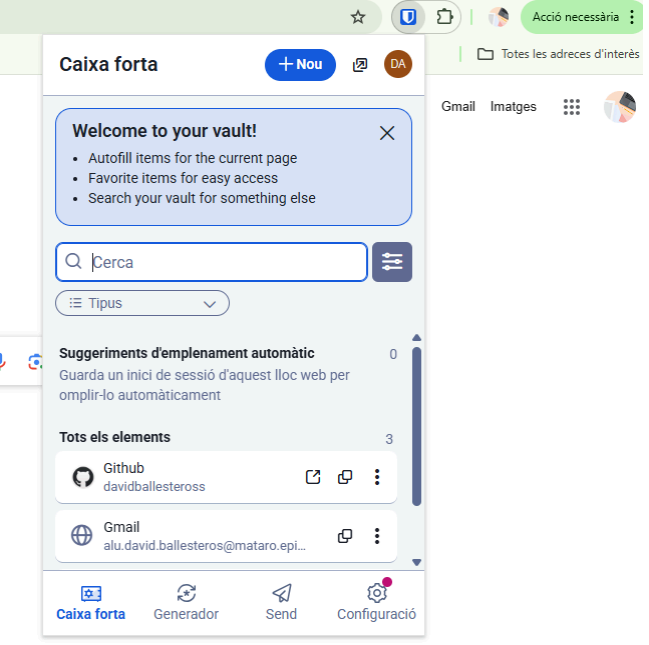 Acció necessària
Totes les adreces d'interès
Gmail Imatges
Caixa forta
Nou
DA
Welcome to your vault!
• Autofill items for the current page
• Favorite items for easy access
• Search your vault for something else
Cerca
Tipus
Suggeriments d'emplenament automàtic 0
Guarda un inici de sessió d'aquest lloc web per
omplir-lo automàticament
Tots els elements 3
Github
davidballesteross
Gmail
alu.david.ballesteros@mataro.epi...
Caixa forta Generador Send Configuració